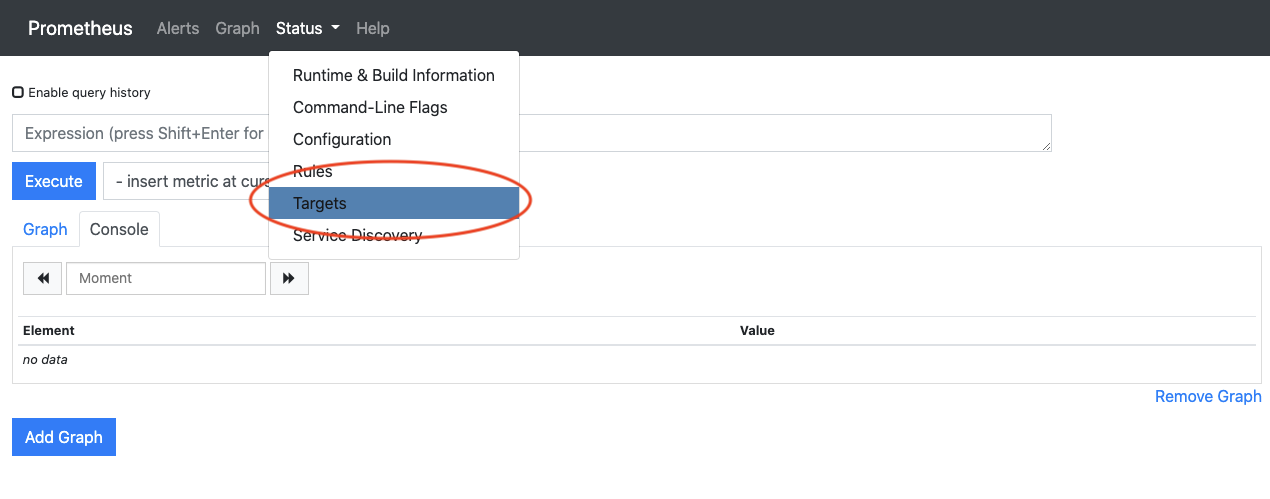 Prometheus Alerts Graph Status Help
Runtime & Build Information
Command-Line Flags
Configuration
Rules
Targets
Service Discovery
Enable query history
Expression (press Shift+Enter for
Execute
- insert metric at curs
Graph Console
Moment
Element Value
no data
Remove Graph
Add Graph